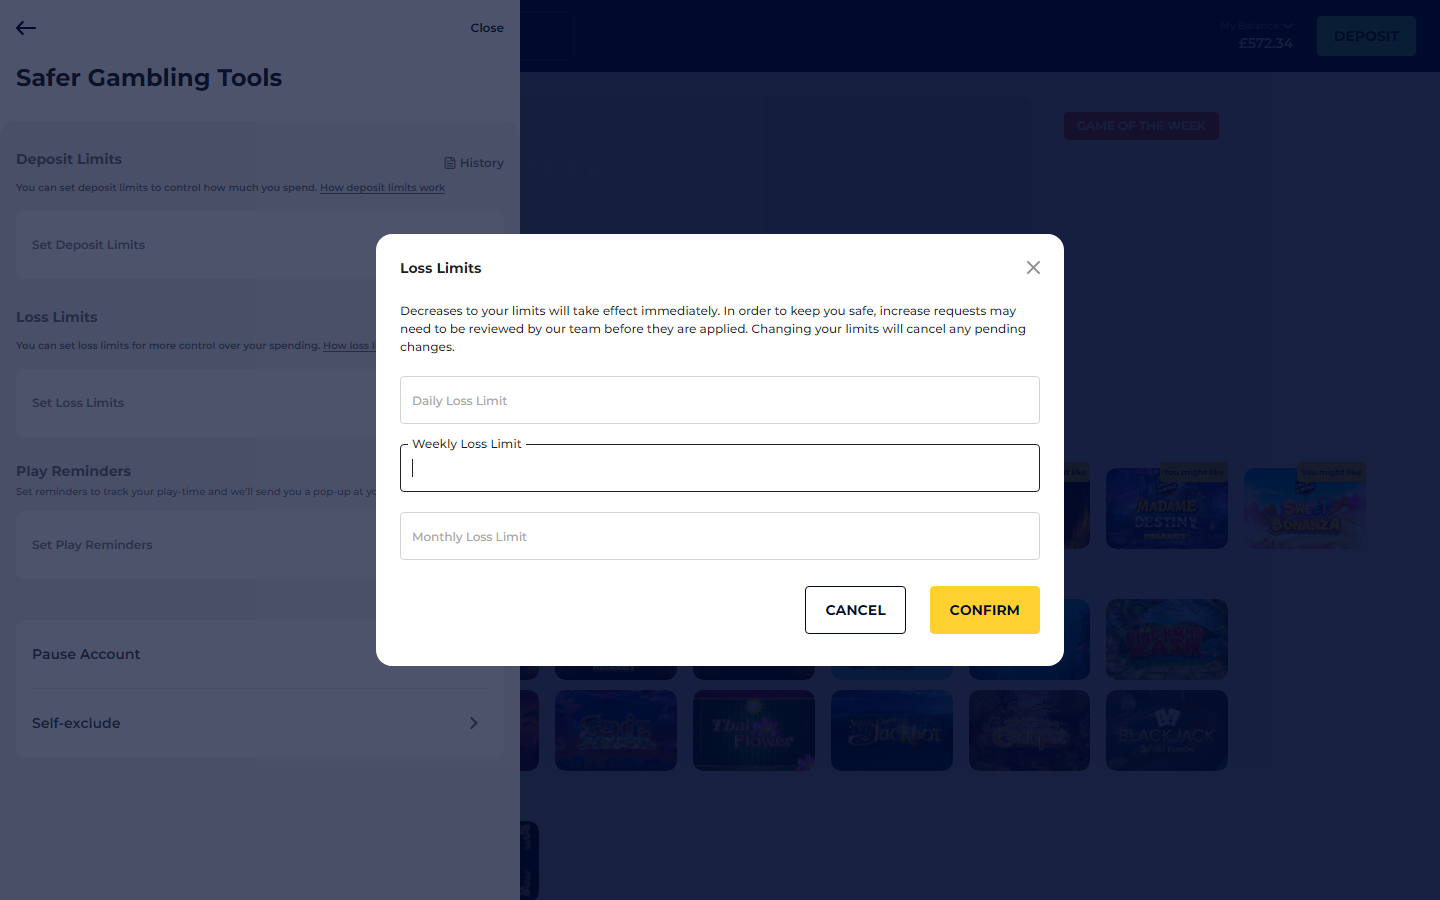 Close
Safer Gambling Tools
Deposit Limits
History
You can set deposit limits to control how much you spend. How deposit limits work
Set Deposit Limits
Loss Limits
You can set loss limits for more control over your spending. How loss l
Set Loss Limits
Play Reminders
Set reminders to track your play-time and we'll send you a pop-up at yo
Set Play Reminders
Pause Account
Self-exclude
My Balance
£572.34
DEPOSIT
GAME OF THE WEEK
Loss Limits
Decreases to your limits will take effect immediately. In order to keep you safe, increase requests may
need to be reviewed by our team before they are applied. Changing your limits will cancel any pending
changes.
Daily Loss Limit
Weekly Loss Limit
Monthly Loss Limit
CANCEL
CONFIRM
t like
You might like
You might like
MADAME
DESTINY
MEGAWAYS
SWEET
BONANZA
Thai
Flower
Jackpot
BLACKJACK